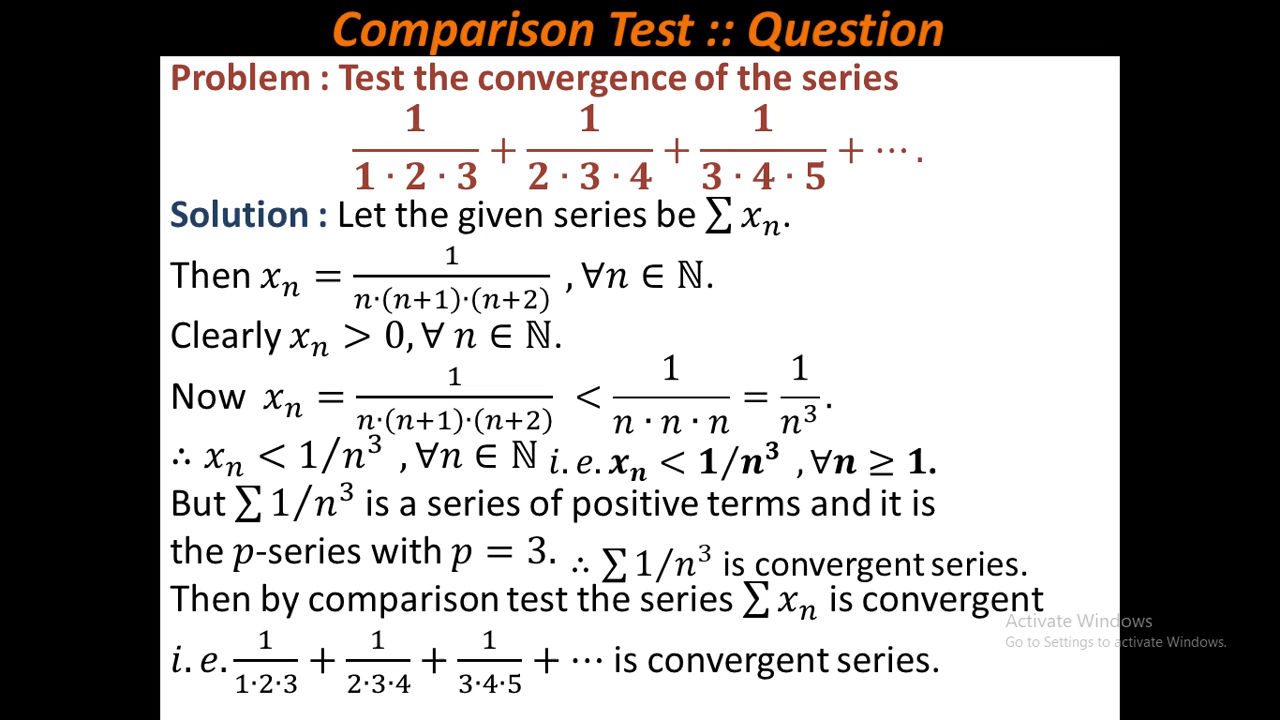 Comparison Test :: Question
Problem : Test the convergence of the series
1/(1 · 2 · 3) + 1/(2 · 3 · 4) + 1/(3 · 4 · 5) + ⋯ .
Solution : Let the given series be ∑ xₙ.
Then xₙ = 1/(n·(n+1)·(n+2)) , ∀n ∈ ℕ.
Clearly xₙ > 0, ∀ n ∈ ℕ.
Now xₙ = 1/(n·(n+1)·(n+2)) < 1/(n · n · n) = 1/n³.
∴ xₙ < 1/n³ , ∀n ∈ ℕ i. e. xₙ < 1/n³ , ∀n ≥ 1.
But ∑ 1/n³ is a series of positive terms and it is
the p-series with p = 3. ∴ ∑ 1/n³ is convergent series.
Then by comparison test the series ∑ xₙ is convergent
i. e. 1/(1·2·3) + 1/(2·3·4) + 1/(3·4·5) + ⋯ is convergent series.
Activate Windows
Go to Settings to activate Windows.